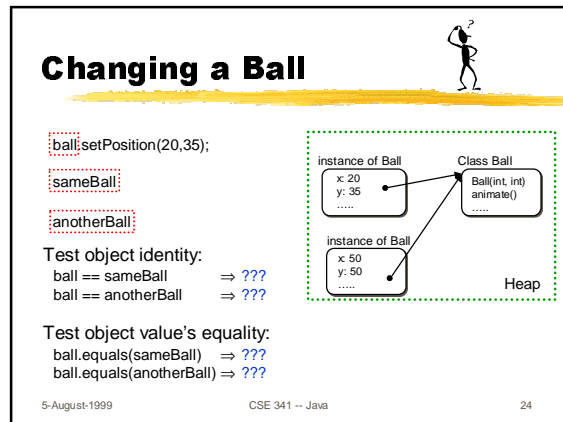 ?
Changing a Ball
ball.setPosition(20,35);
sameBall
anotherBall
Test object identity:
ball == sameBall ⇒ ???
ball == anotherBall ⇒ ???
Test object value's equality:
ball.equals(sameBall) ⇒ ???
ball.equals(anotherBall) ⇒ ???
instance of Ball
x: 20
y: 35
.....
Class Ball
Ball(int, int)
animate()
.....
instance of Ball
x: 50
y: 50
.....
Heap
5-August-1999 CSE 341 -- Java 24